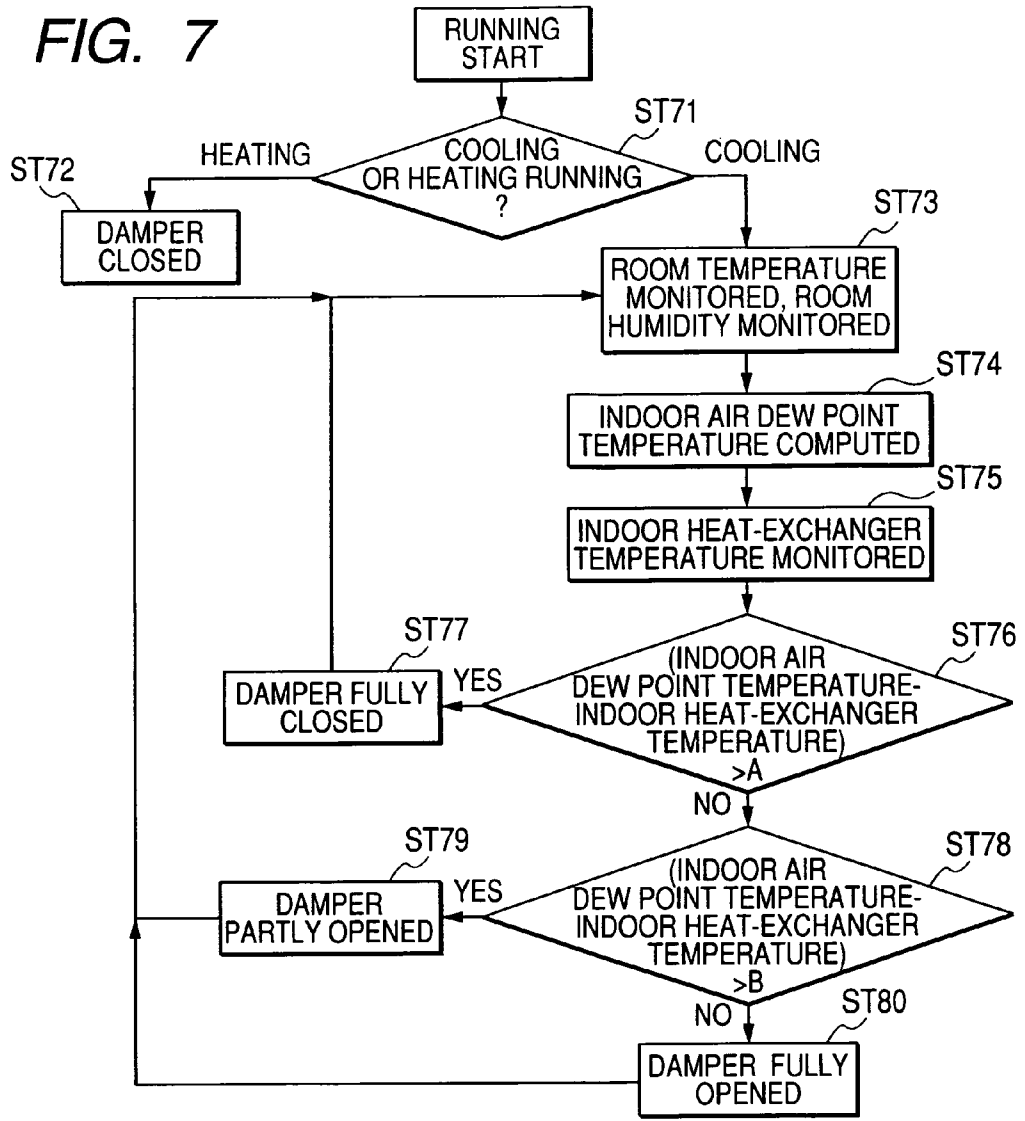 FIG. 7
RUNNING
START
ST71
COOLING
OR HEATING RUNNING
?
HEATING
COOLING
ST72
DAMPER
CLOSED
ST73
ROOM TEMPERATURE
MONITORED, ROOM
HUMIDITY MONITORED
ST74
INDOOR AIR DEW POINT
TEMPERATURE COMPUTED
ST75
INDOOR HEAT-EXCHANGER
TEMPERATURE MONITORED
ST76
(INDOOR AIR
DEW POINT TEMPERATURE-
INDOOR HEAT-EXCHANGER
TEMPERATURE)
>A
YES
ST77
DAMPER FULLY
CLOSED
NO
ST78
(INDOOR AIR
DEW POINT TEMPERATURE-
INDOOR HEAT-EXCHANGER
TEMPERATURE)
>B
YES
ST79
DAMPER
PARTLY OPENED
NO
ST80
DAMPER FULLY
OPENED